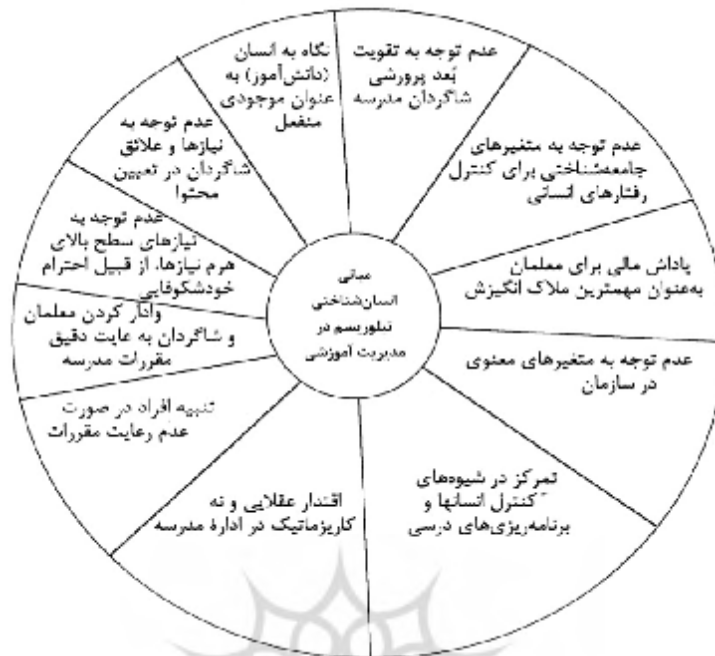 عدم توجه به تقویت
بُعد پرورشی
شاگردان مدرسه
عدم توجه به متغیرهای
جامعه‌شناختی برای کنترل
رفتارهای انسانی
پاداش مالی برای معلمان
به‌عنوان مهمترین ملاک انگیزش
عدم توجه به متغیرهای معنوی
در سازمان
تمرکز در شیوه‌های
کنترل انسانها و
برنامه‌ریزی‌های درسی
اقتدار عقلایی و نه
کاریزماتیک در ادارهٔ مدرسه
تنبیه افراد در صورت
عدم رعایت مقررات
وادار کردن معلمان
و شاگردان به عایت دقیق
مقررات مدرسه
عدم توجه به
نیازهای سطح بالای
هرم نیازها، از قبیل احترام
خودشکوفایی
عدم توجه به
نیازها و علائق
شاگردان در تعیین
محتوا
نگاه به انسان
(دانش‌آموز) به
عنوان موجودی
منفعل
مبانی
انسان‌شناختی
تیلوریسم در
مدیریت آموزشی